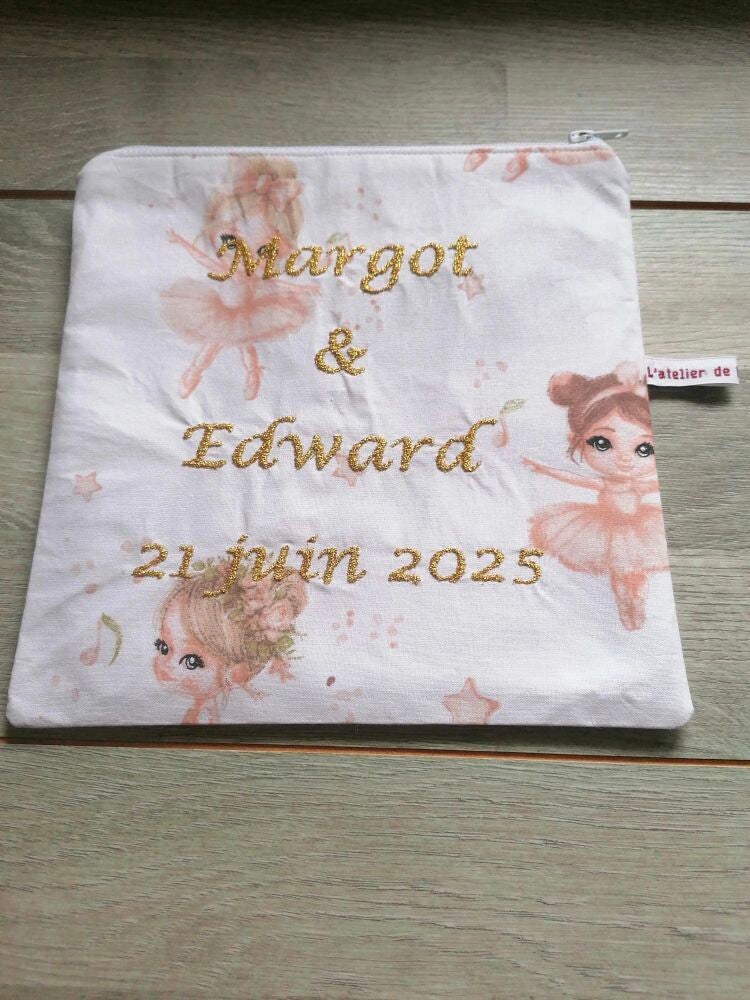 Margot
&
Edward
21 juin 2025
L'atelier de